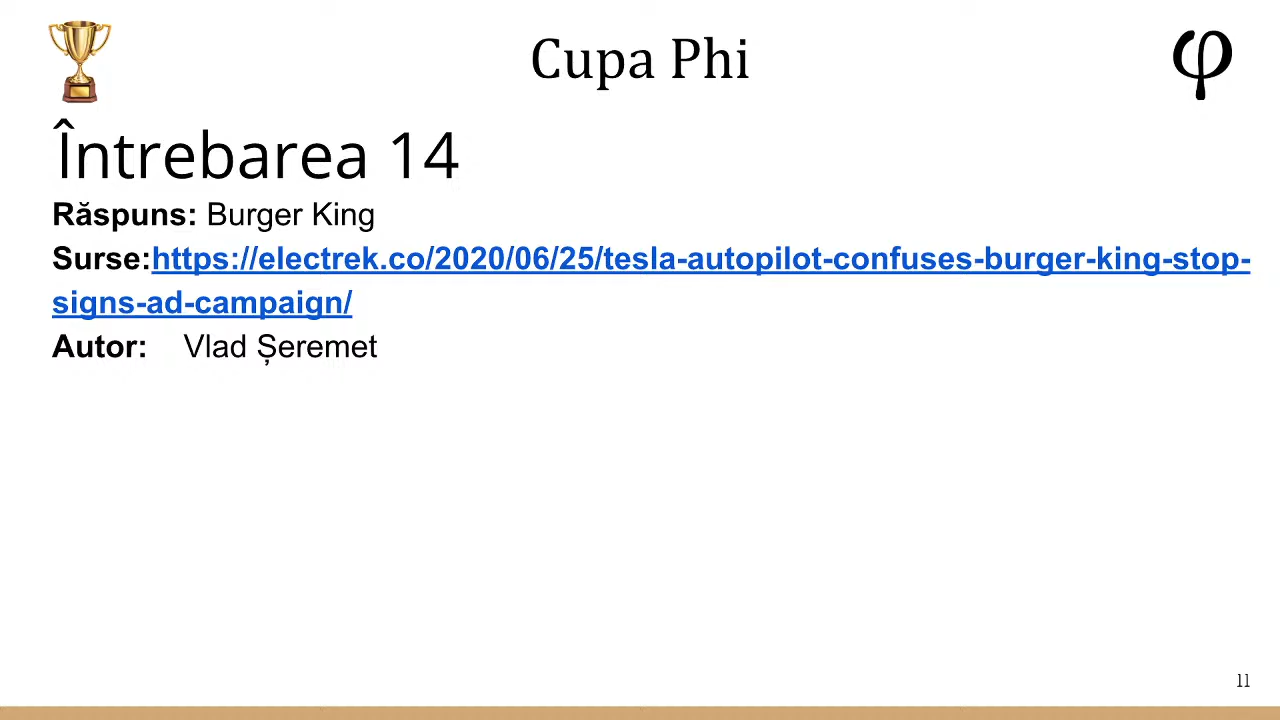 Cupa Phi
φ
Întrebarea 14
Răspuns: Burger King
Surse:https://electrek.co/2020/06/25/tesla-autopilot-confuses-burger-king-stop-
signs-ad-campaign/
Autor: Vlad Șeremet
11